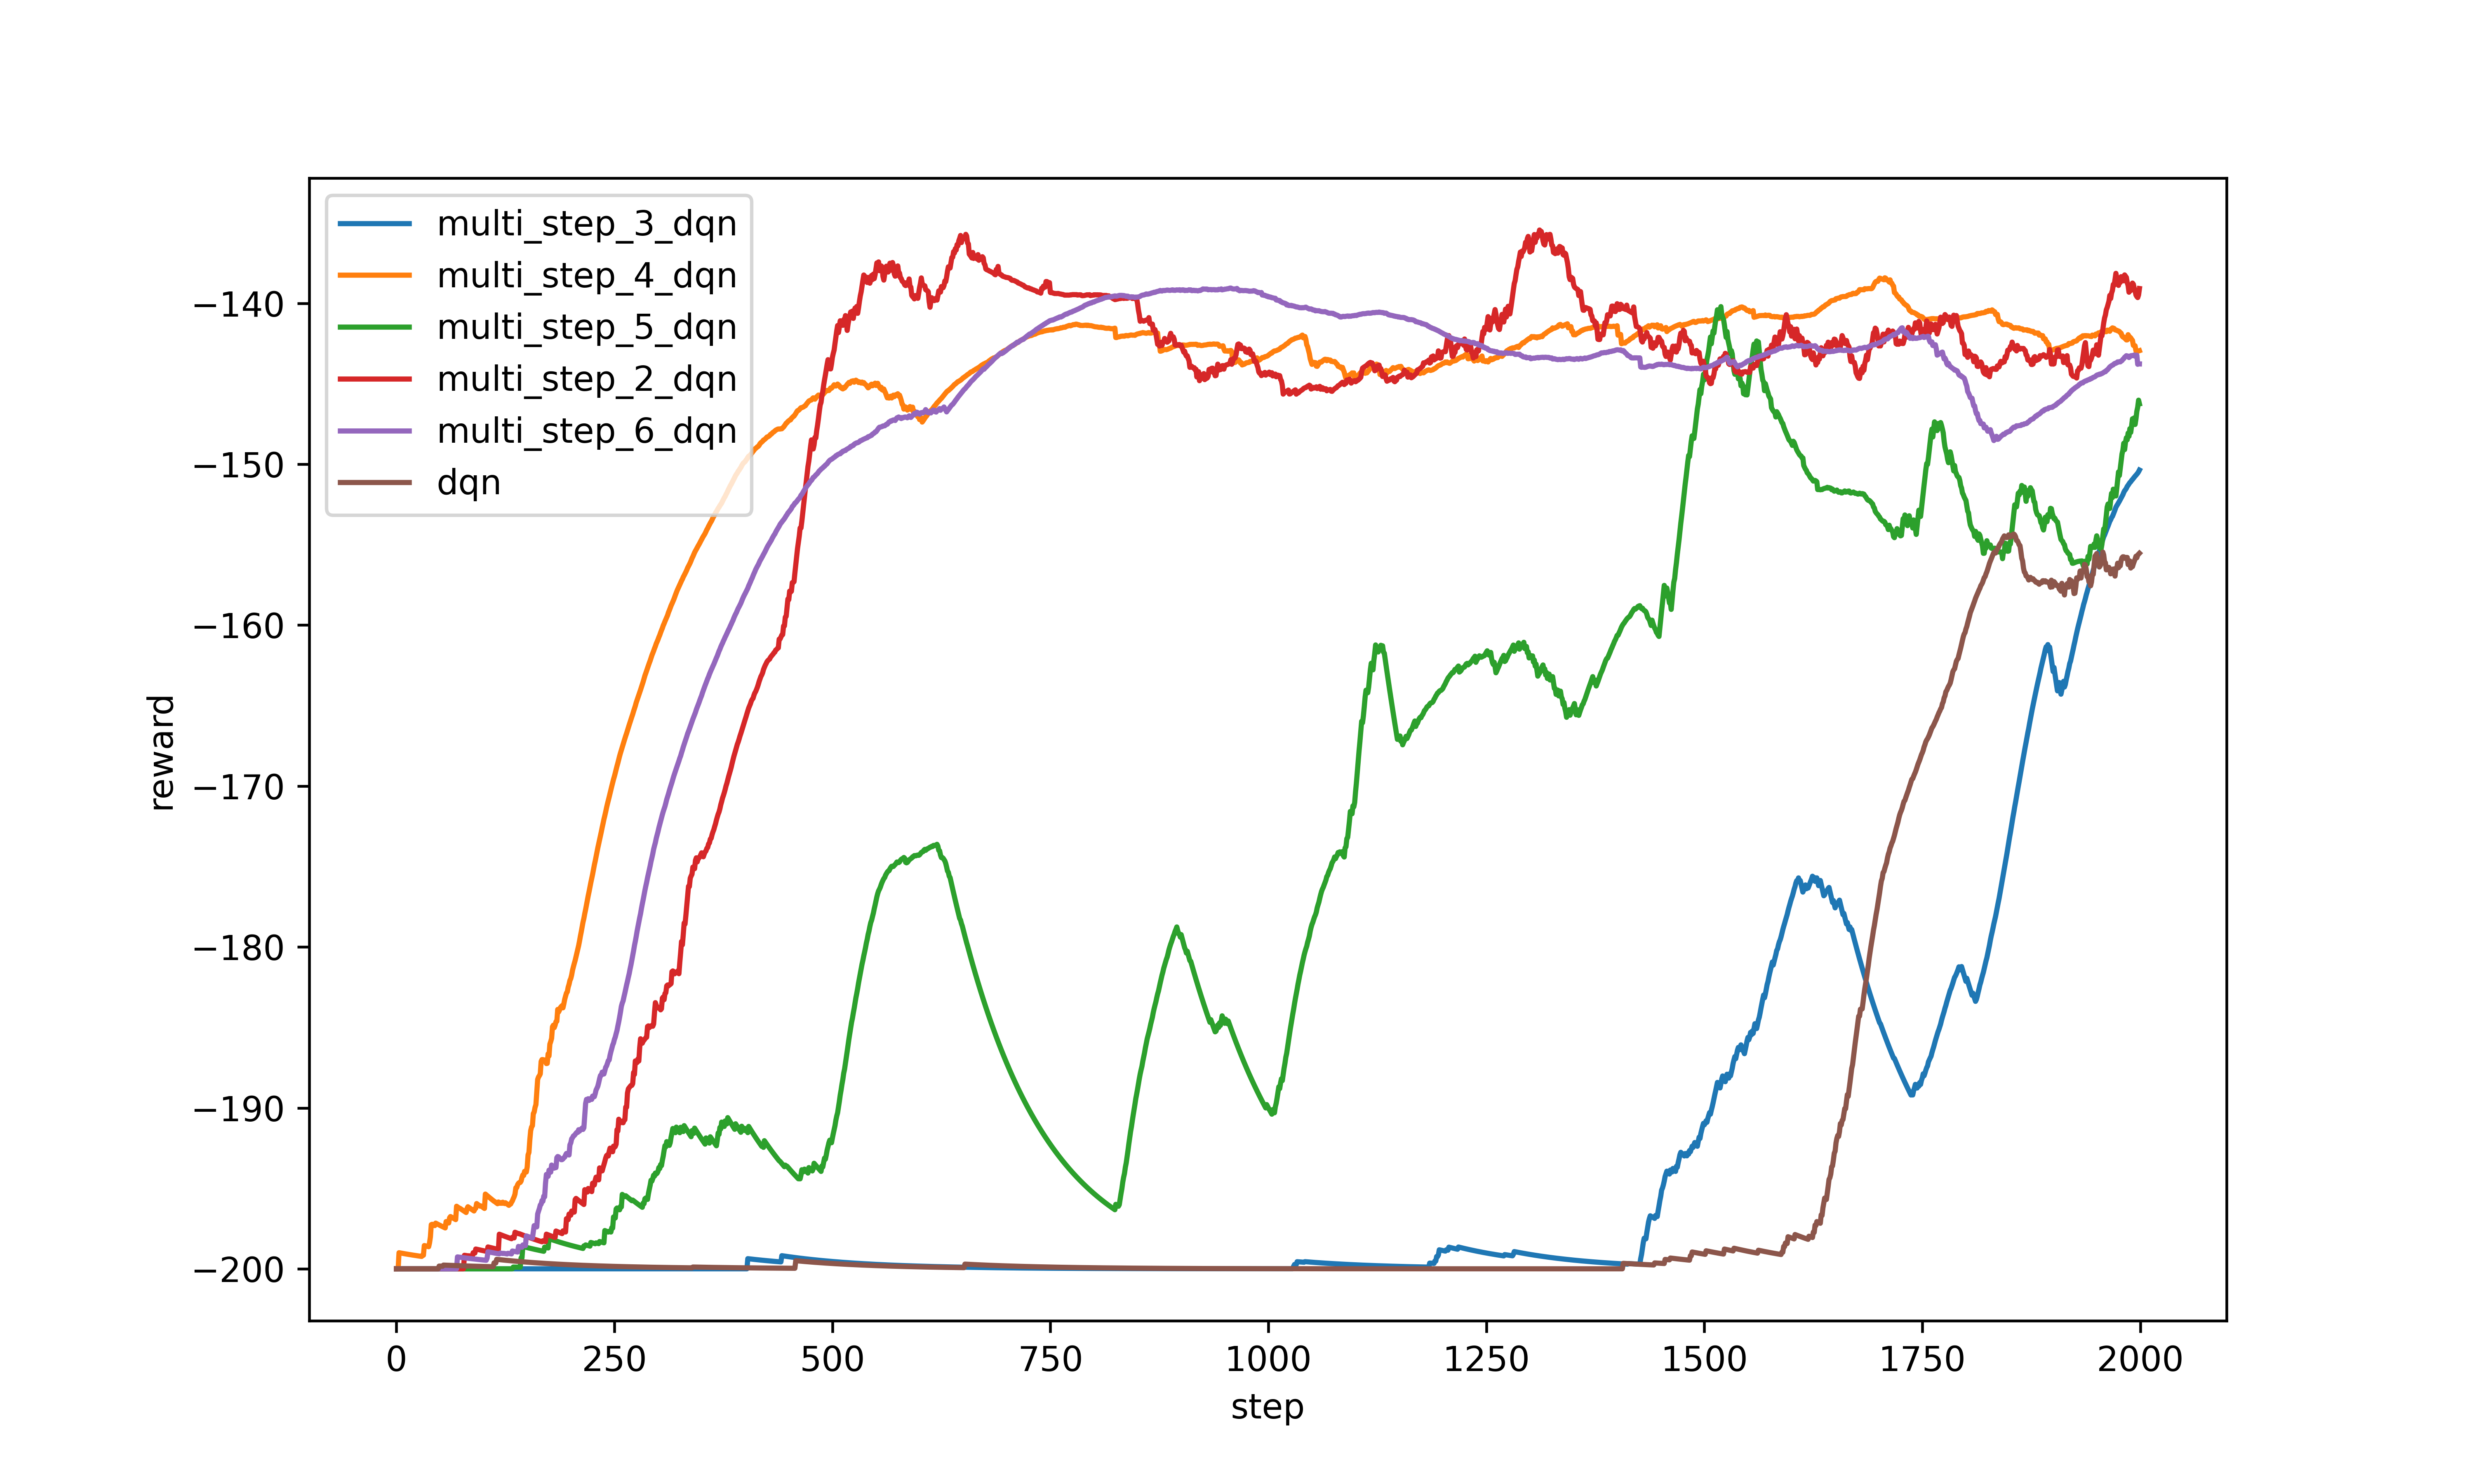 multi_step_3_dqn
multi_step_4_dqn
multi_step_5_dqn
multi_step_2_dqn
multi_step_6_dqn
dqn
−140
−150
−160
−170
−180
−190
−200
reward
0 250 500 750 1000 1250 1500 1750 2000
step